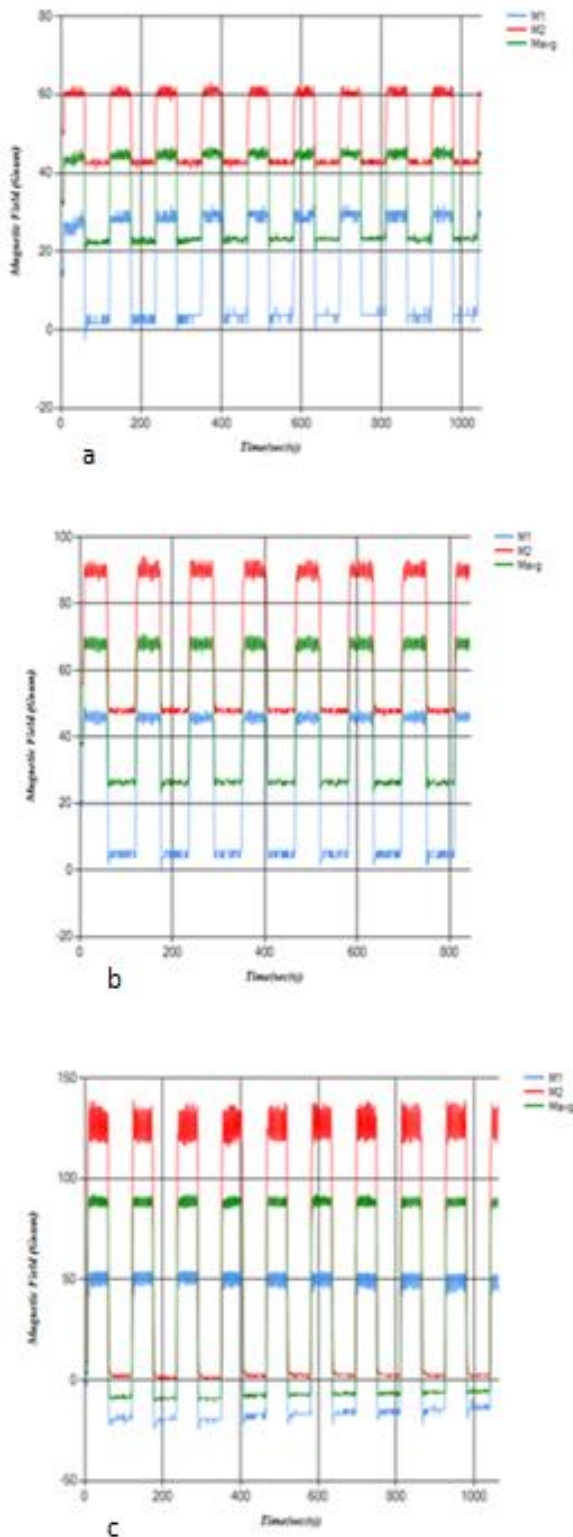 M1
M2
Mavg
80
60
40
20
0
-20
0 200 400 600 800 1000
Magnetic Field (Gauss)
Time(sec(s))
a
M1
M2
Mavg
100
80
60
40
20
0
-20
0 200 400 600 800
Magnetic Field (Gauss)
Time(sec(s))
b
M1
M2
Mavg
150
100
50
0
-50
0 200 400 600 800 1000
Magnetic Field (Gauss)
Time(sec(s))
c